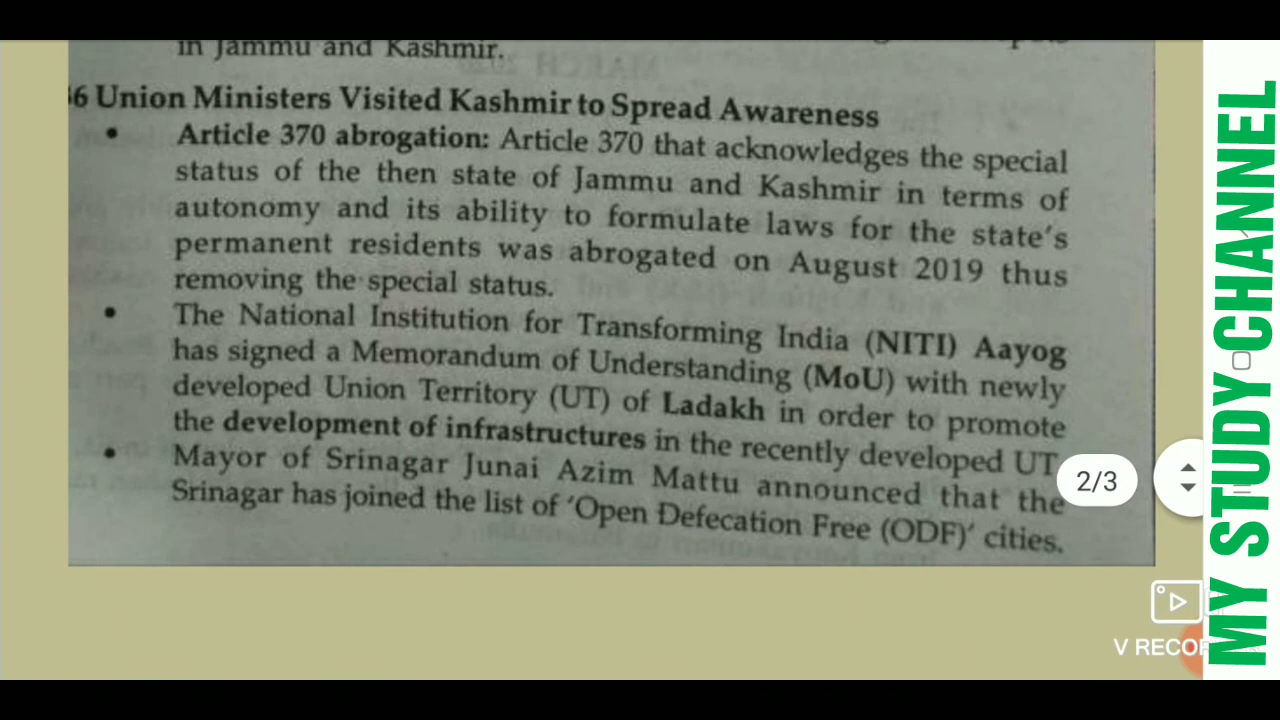 in Jammu and Kashmir.
36 Union Ministers Visited Kashmir to Spread Awareness
• Article 370 abrogation: Article 370 that acknowledges the special
status of the then state of Jammu and Kashmir in terms of
autonomy and its ability to formulate laws for the state's
permanent residents was abrogated on August 2019 thus
removing the special status.
• The National Institution for Transforming India (NITI) Aayog
has signed a Memorandum of Understanding (MoU) with newly
developed Union Territory (UT) of Ladakh in order to promote
the development of infrastructures in the recently developed UT
• Mayor of Srinagar Junai Azim Mattu announced that the
Srinagar has joined the list of 'Open Defecation Free (ODF)' cities.
2/3
V RECOR
MY STUDY CHANNEL